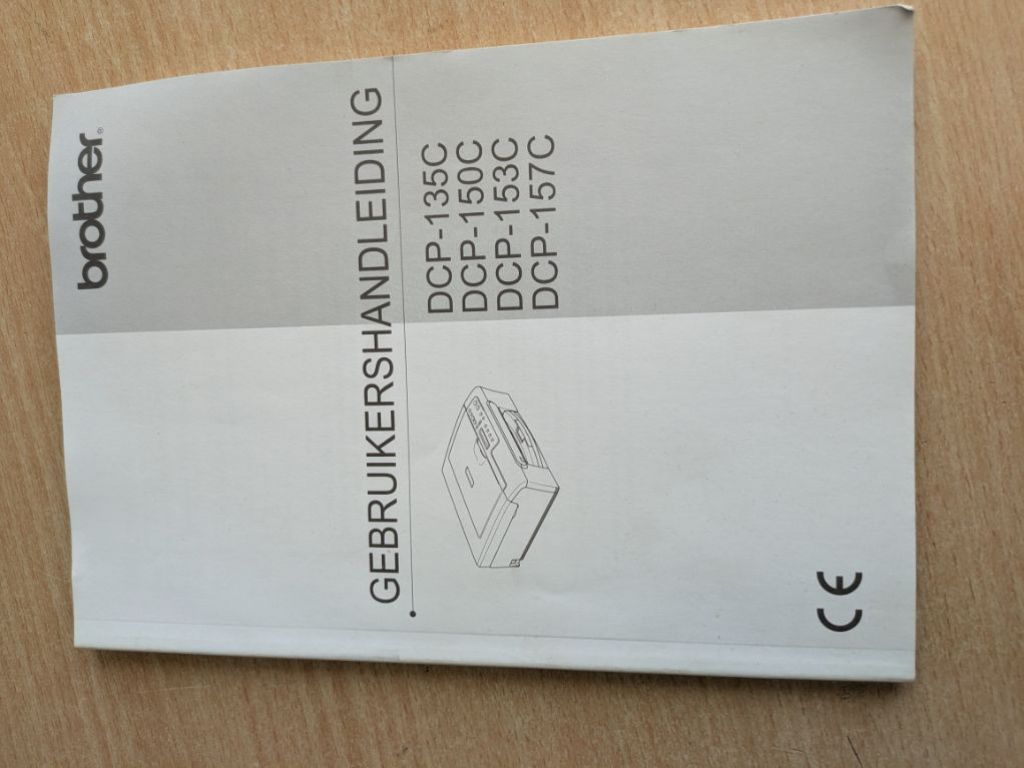 brother®
GEBRUIKERSHANDLEIDING
DCP-135C
DCP-150C
DCP-153C
DCP-157C
CE